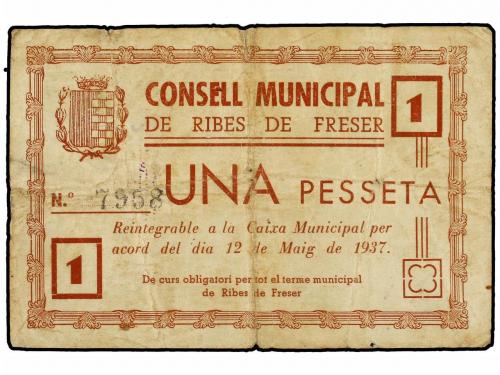 CONSELL MUNICIPAL
DE RIBES DE FRESER
1
UNA PESSETA
N.º 7958
Reintegrable a la Caixa Municipal per
acord del dia 12 de Maig de 1937.
1
De curs obligatori per tot el terme municipal
de Ribes de Freser